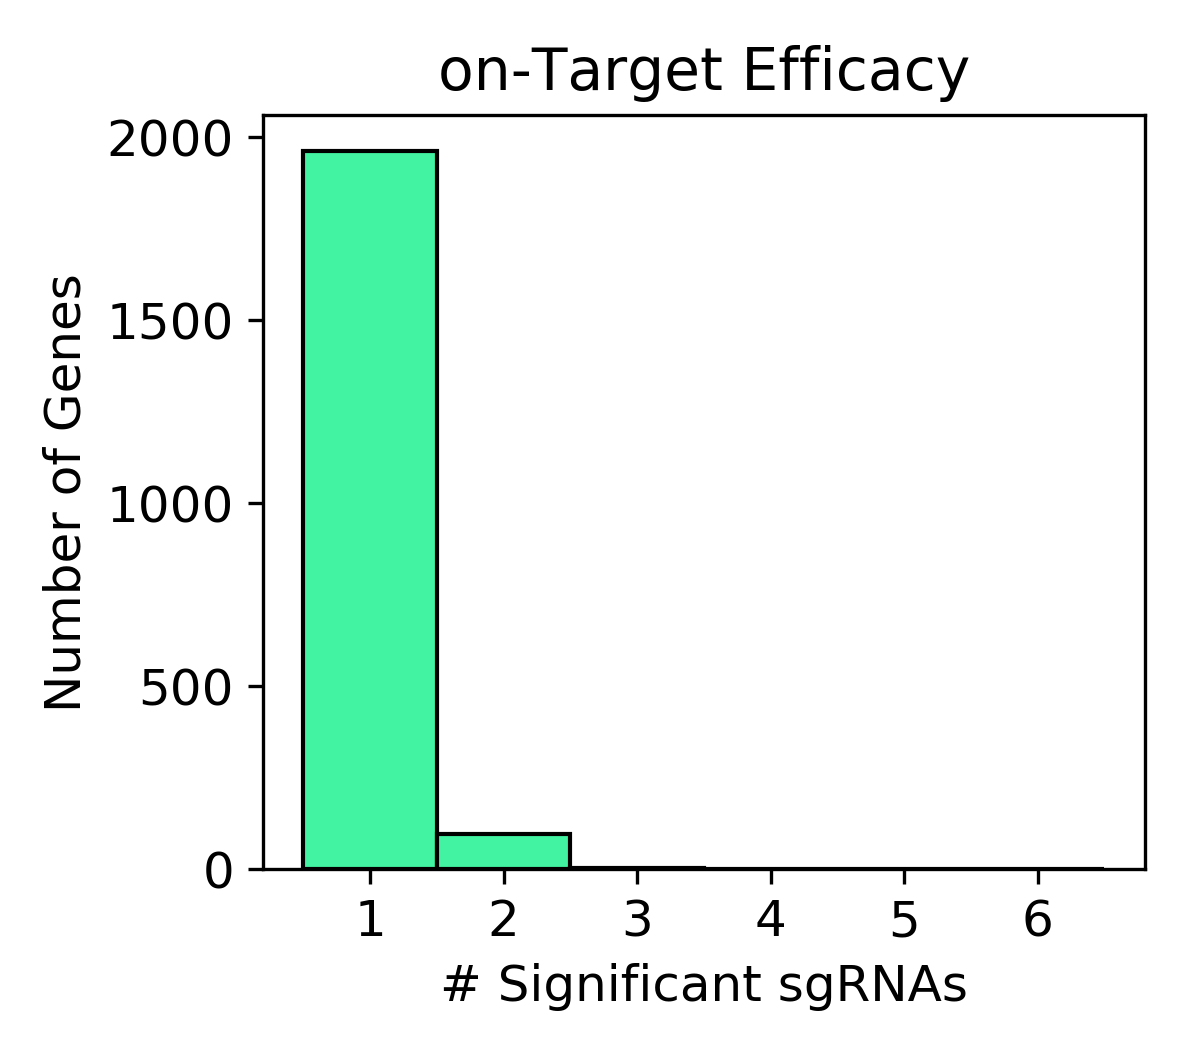 on-Target Efficacy
2000
1500
1000
500
0
Number of Genes
1 2 3 4 5 6
# Significant sgRNAs